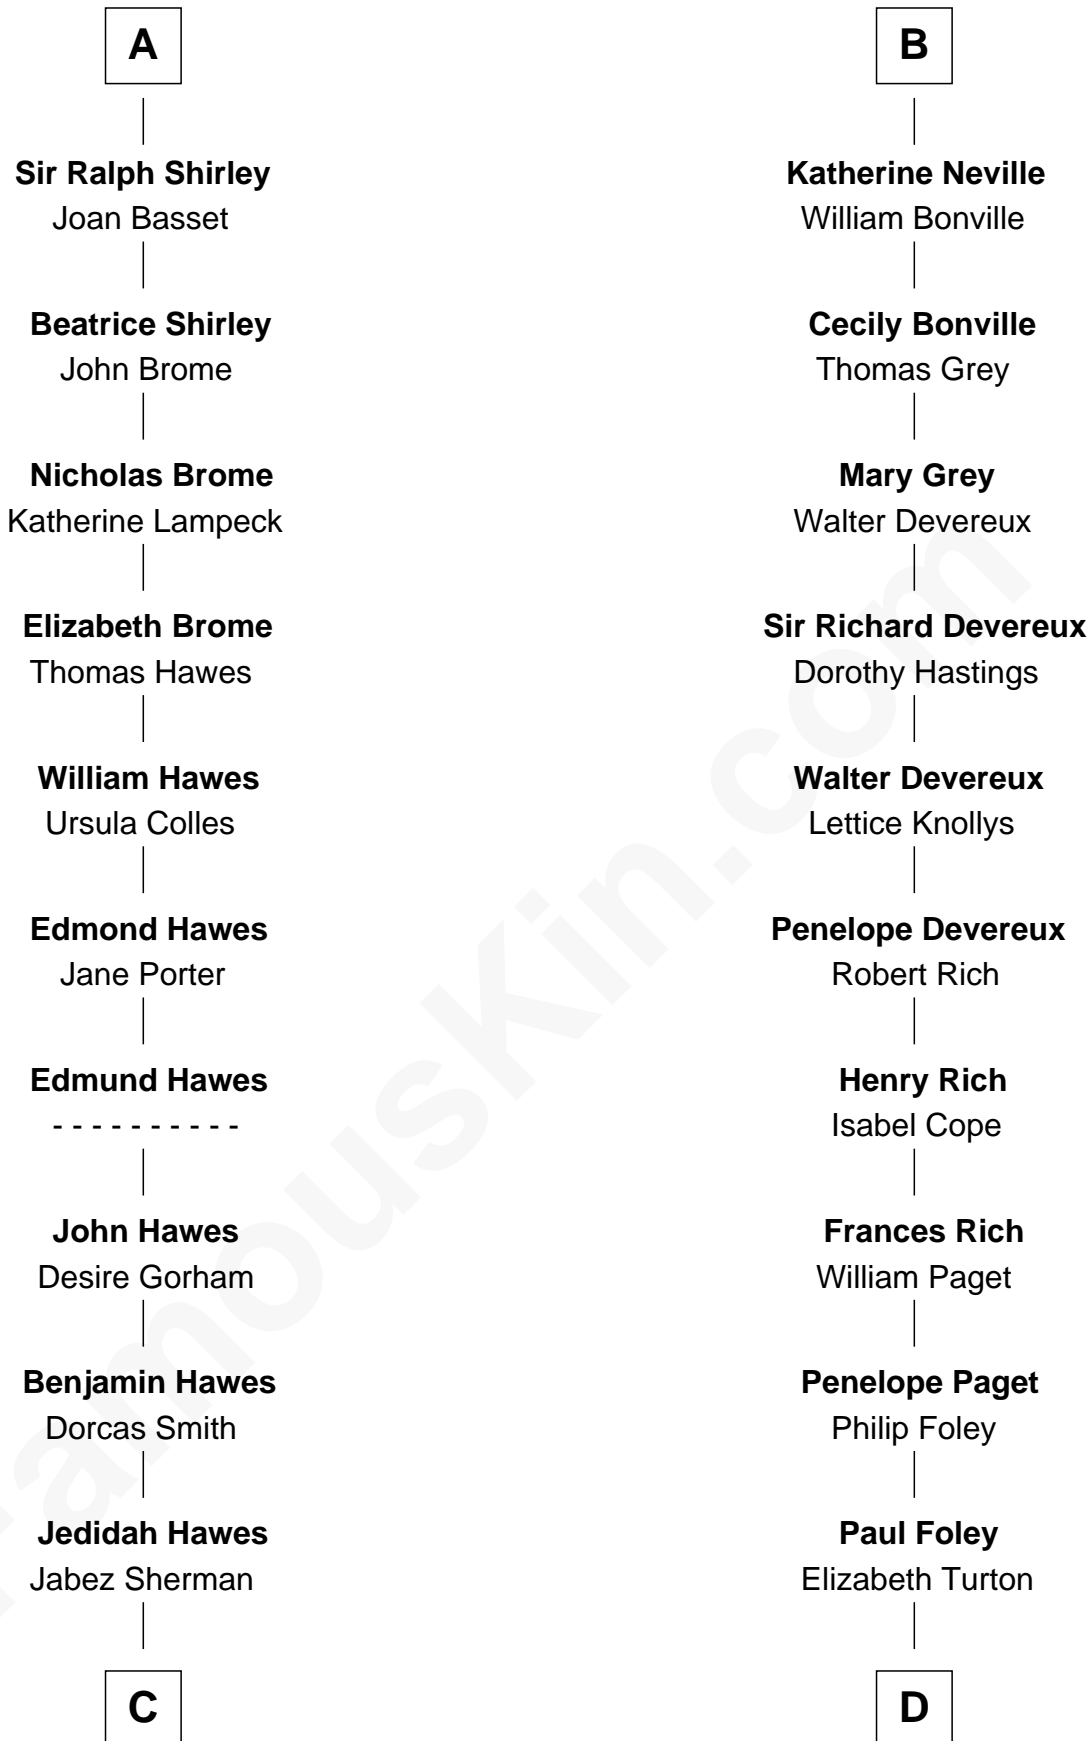 A
Sir Ralph Shirley
Joan Basset
Beatrice Shirley
John Brome
Nicholas Brome
Katherine Lampeck
Elizabeth Brome
Thomas Hawes
William Hawes
Ursula Colles
Edmond Hawes
Jane Porter
Edmund Hawes
- - - - - - - - - -
John Hawes
Desire Gorham
Benjamin Hawes
Dorcas Smith
Jedidah Hawes
Jabez Sherman
C
B
Katherine Neville
William Bonville
Cecily Bonville
Thomas Grey
Mary Grey
Walter Devereux
Sir Richard Devereux
Dorothy Hastings
Walter Devereux
Lettice Knollys
Penelope Devereux
Robert Rich
Henry Rich
Isabel Cope
Frances Rich
William Paget
Penelope Paget
Philip Foley
Paul Foley
Elizabeth Turton
D
FamousKin.com